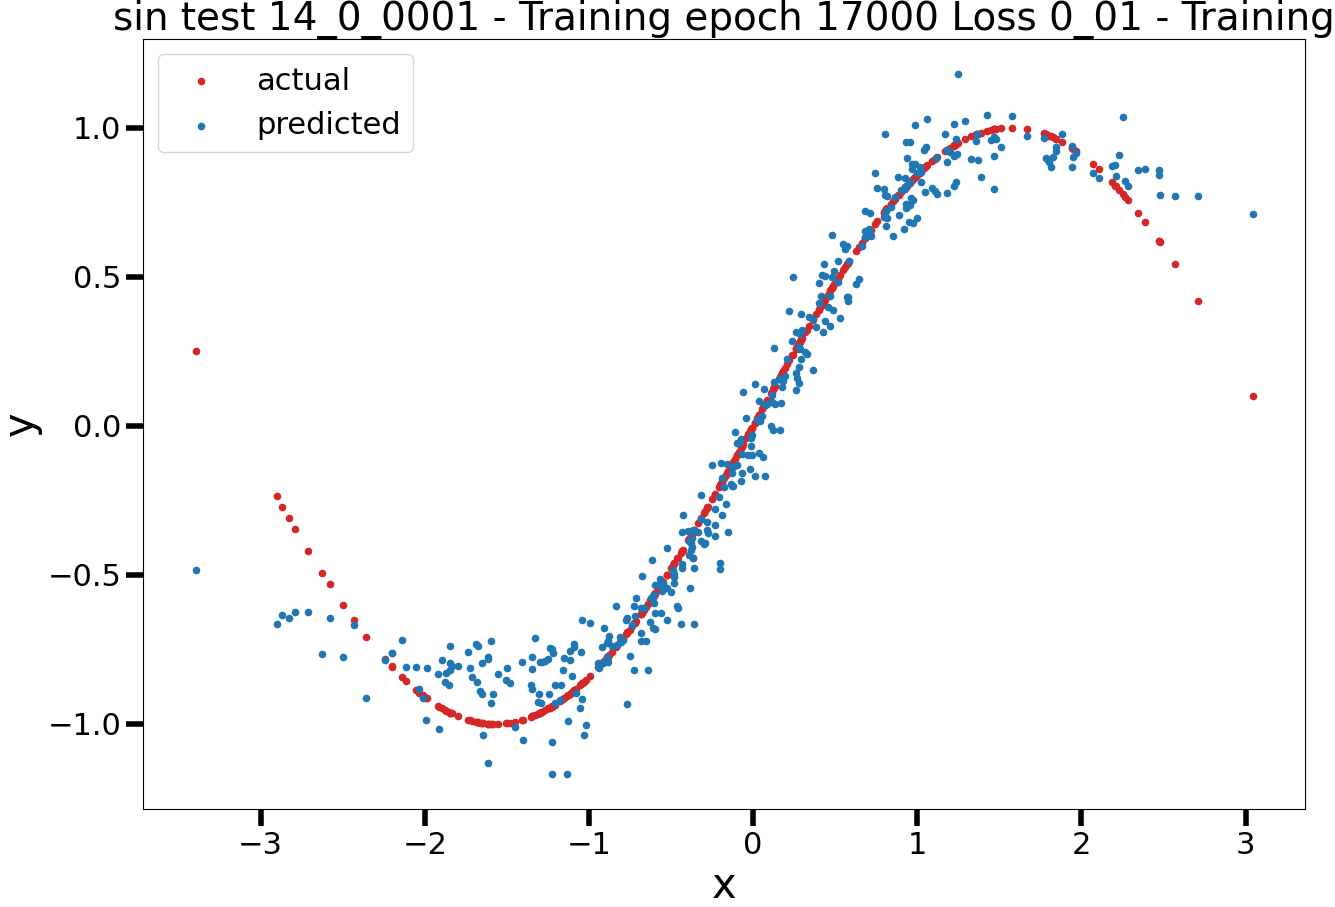 sin test 14_0_0001 - Training epoch 17000 Loss 0_01 - Training
actual
predicted
1.0
0.5
0.0
−0.5
−1.0
y
−3 −2 −1 0 1 2 3
x